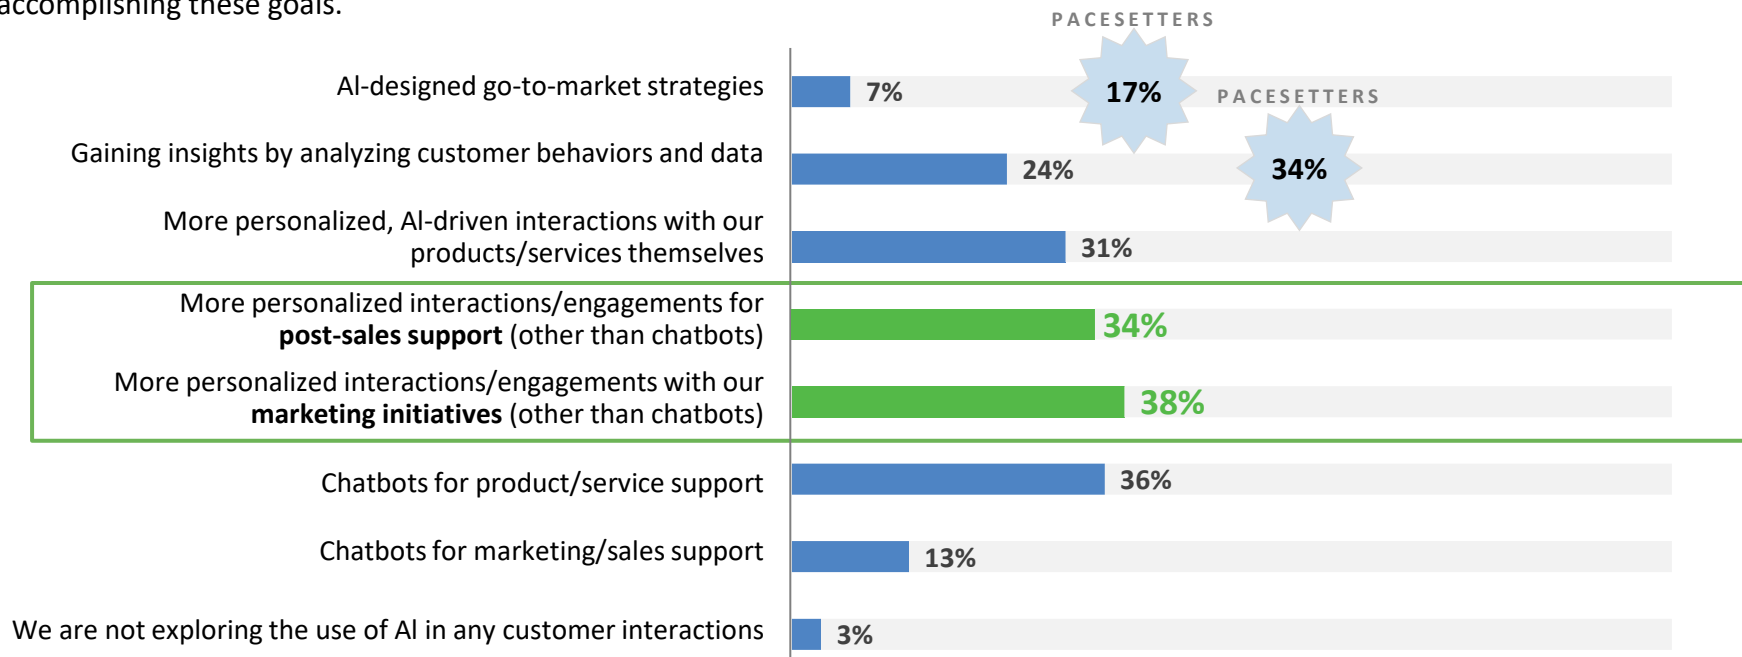 accomplishing these goals.
PACESETTERS
AI-designed go-to-market strategies
7%
17%
PACESETTERS
Gaining insights by analyzing customer behaviors and data
24%
34%
More personalized, AI-driven interactions with our
products/services themselves
31%
More personalized interactions/engagements for
post-sales support (other than chatbots)
34%
More personalized interactions/engagements with our
marketing initiatives (other than chatbots)
38%
Chatbots for product/service support
36%
Chatbots for marketing/sales support
13%
We are not exploring the use of AI in any customer interactions
3%